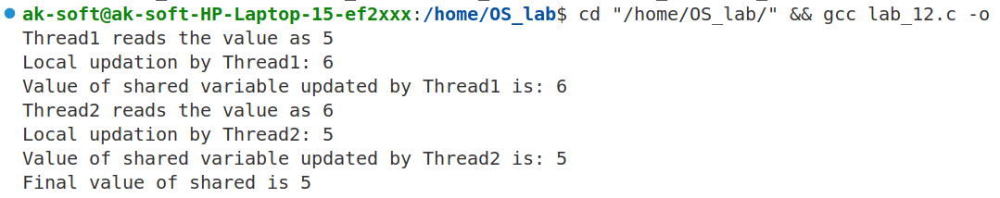 ak-soft@ak-soft-HP-Laptop-15-ef2xxx:/home/OS_lab$ cd "/home/OS_lab/" && gcc lab_12.c -o
Thread1 reads the value as 5
Local updation by Thread1: 6
Value of shared variable updated by Thread1 is: 6
Thread2 reads the value as 6
Local updation by Thread2: 5
Value of shared variable updated by Thread2 is: 5
Final value of shared is 5